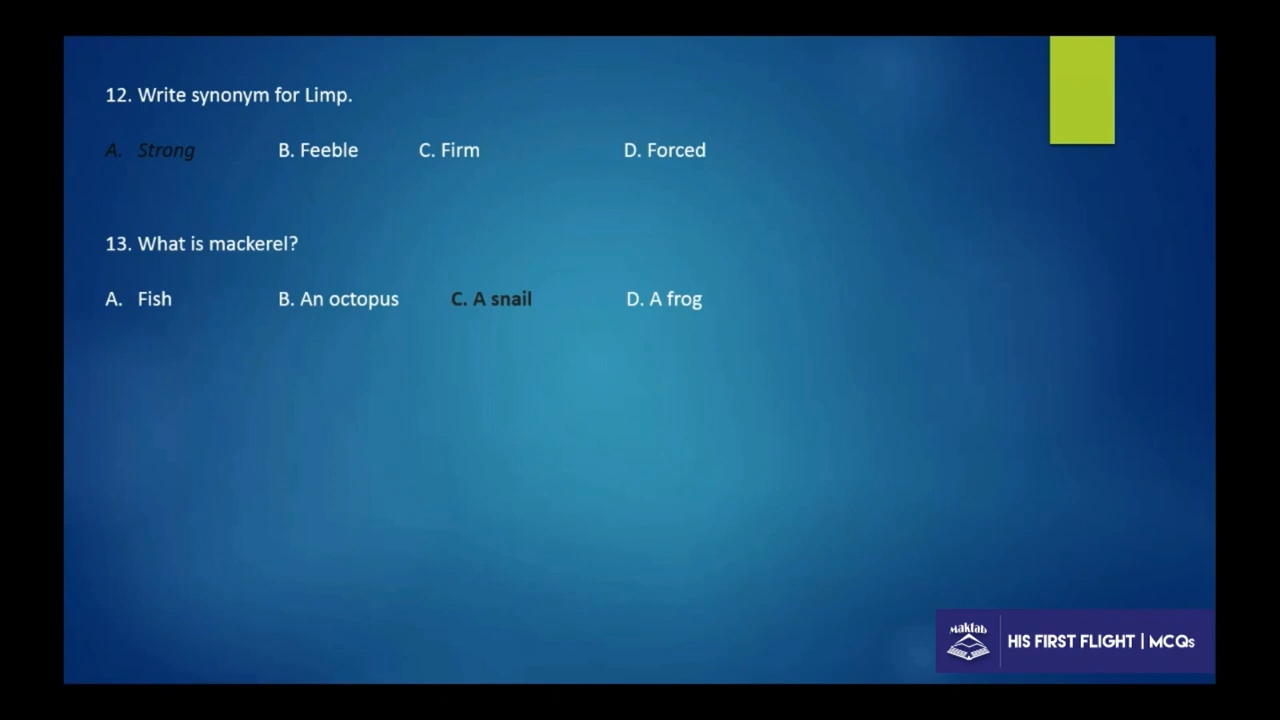 12. Write synonym for Limp.
A. Strong B. Feeble C. Firm D. Forced
13. What is mackerel?
A. Fish B. An octopus C. A snail D. A frog
Maktab
HIS FIRST FLIGHT | MCQs